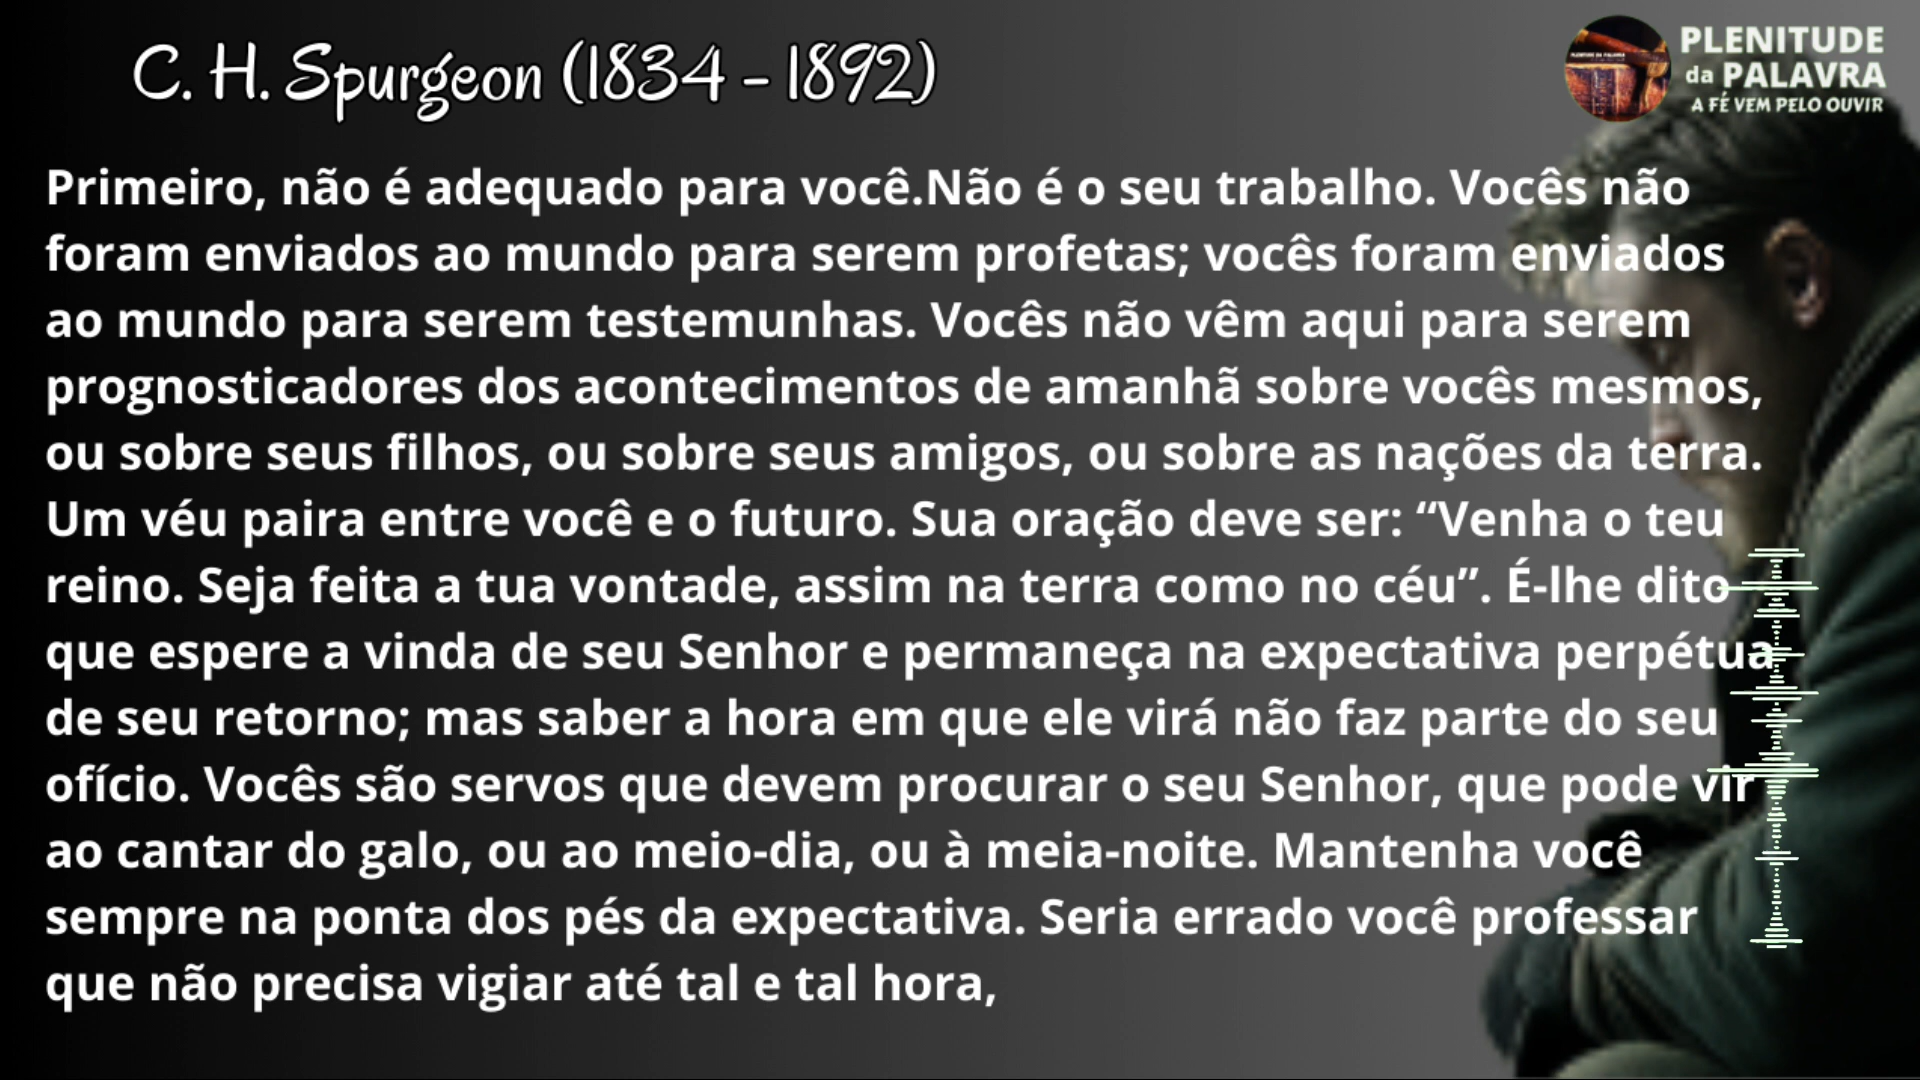 C. H. Spurgeon (1834 – 1892)
PLENITUDE
da PALAVRA
A FÉ VEM PELO OUVIR
Primeiro, não é adequado para você.Não é o seu trabalho. Vocês não
foram enviados ao mundo para serem profetas; vocês foram enviados
ao mundo para serem testemunhas. Vocês não vêm aqui para serem
prognosticadores dos acontecimentos de amanhã sobre vocês mesmos,
ou sobre seus filhos, ou sobre seus amigos, ou sobre as nações da terra.
Um véu paira entre você e o futuro. Sua oração deve ser: “Venha o teu
reino. Seja feita a tua vontade, assim na terra como no céu”. É-lhe dito
que espere a vinda de seu Senhor e permaneça na expectativa perpétua
de seu retorno; mas saber a hora em que ele virá não faz parte do seu
ofício. Vocês são servos que devem procurar o seu Senhor, que pode vir
ao cantar do galo, ou ao meio-dia, ou à meia-noite. Mantenha você
sempre na ponta dos pés da expectativa. Seria errado você professar
que não precisa vigiar até tal e tal hora,